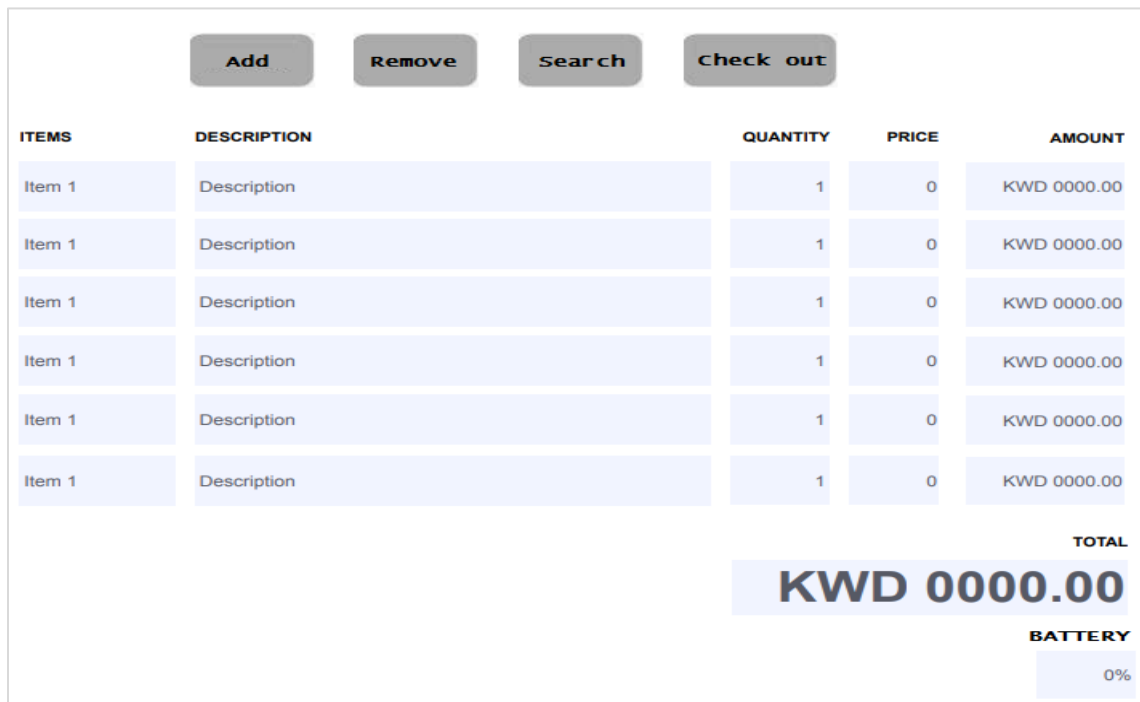 Add Remove Search Check out
ITEMS DESCRIPTION QUANTITY PRICE AMOUNT
Item 1 Description 1 0 KWD 0000.00
Item 1 Description 1 0 KWD 0000.00
Item 1 Description 1 0 KWD 0000.00
Item 1 Description 1 0 KWD 0000.00
Item 1 Description 1 0 KWD 0000.00
Item 1 Description 1 0 KWD 0000.00
TOTAL
KWD 0000.00
BATTERY
0%